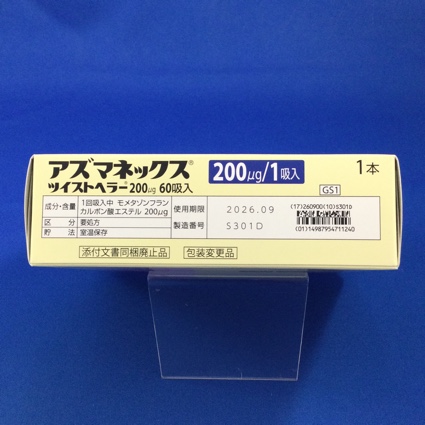 アズマネックス®
ツイストヘラー200μg 60吸入
200μg/1吸入
1本
成分・含量 1回吸入中 モメタゾンフランカルボン酸エステル 200μg
区分 要処方
貯法 室温保存
使用期限 2026.09
製造番号 S301D
GS1
(17)260900(10)S301D
(01)14987954711240
添付文書同梱廃止品
包装変更品